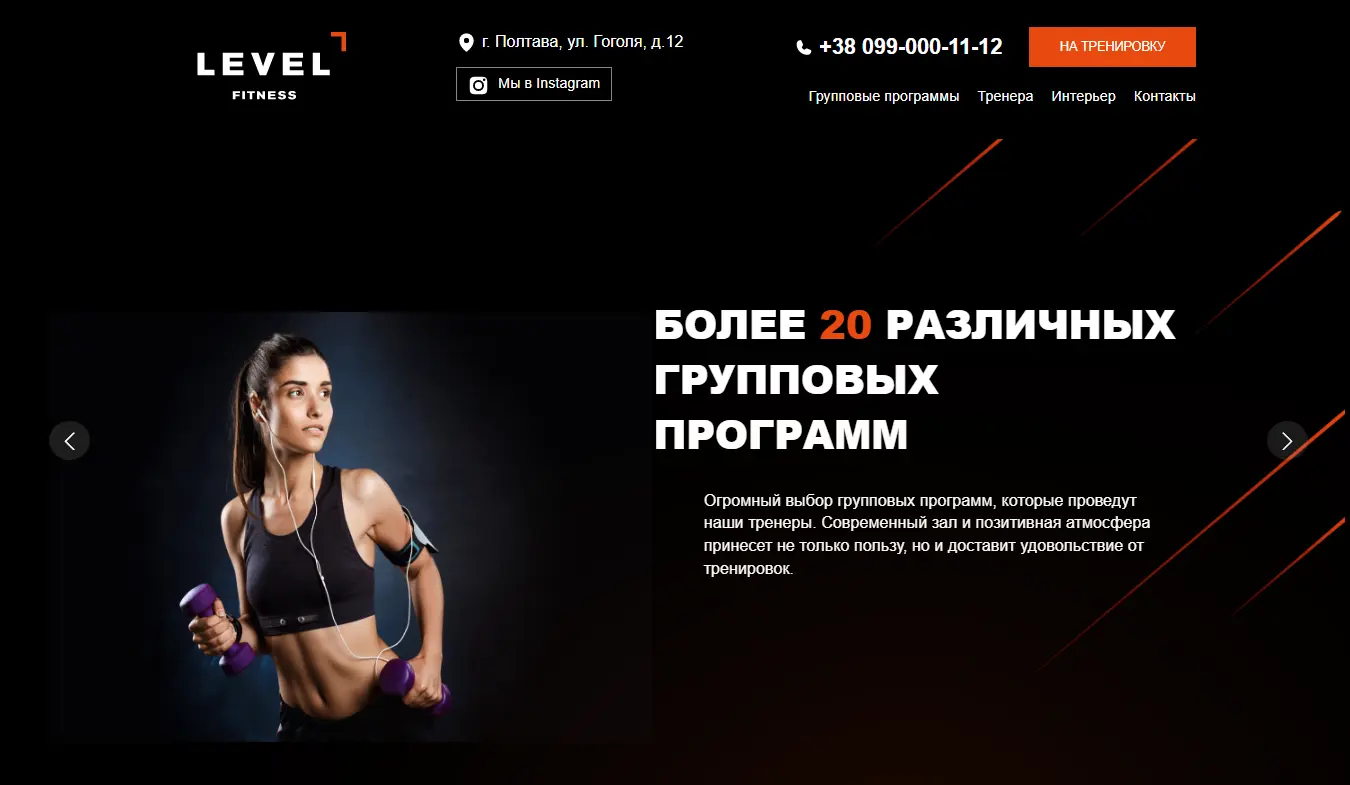 LEVEL
FITNESS
г. Полтава, ул. Гоголя, д.12
Мы в Instagram
+38 099-000-11-12
НА ТРЕНИРОВКУ
Групповые программы Тренера Интерьер Контакты
БОЛЕЕ 20 РАЗЛИЧНЫХ
ГРУППОВЫХ
ПРОГРАММ
Огромный выбор групповых программ, которые проведут
наши тренеры. Современный зал и позитивная атмосфера
принесет не только пользу, но и доставит удовольствие от
тренировок.